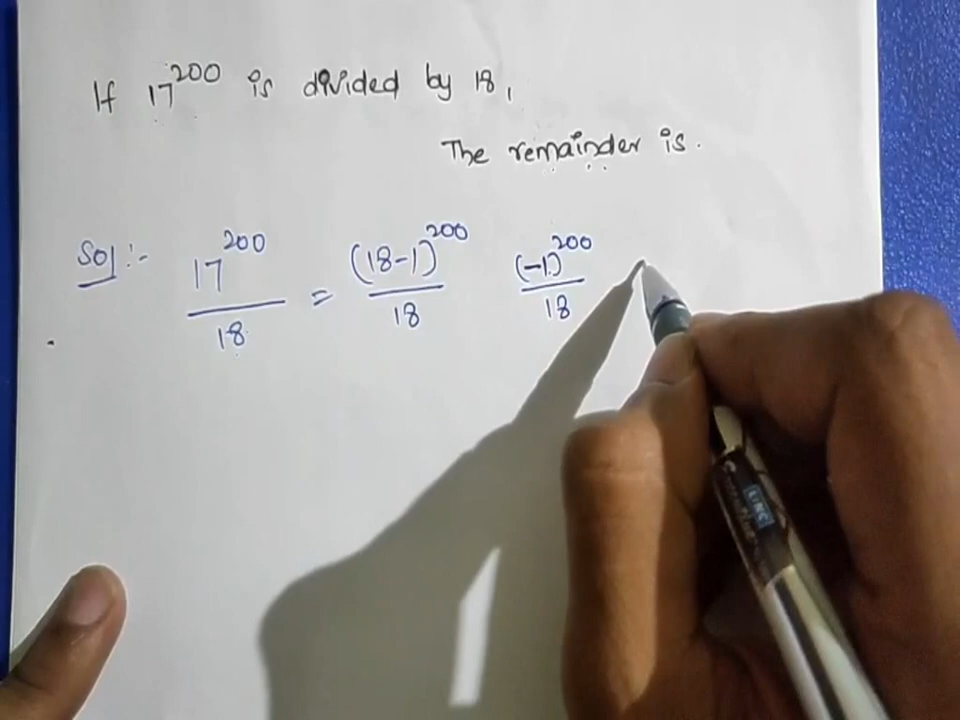 If 17^200 is divided by 18,
The remainder is.
Sol:- 17^200/18 = (18-1)^200/18 (-1)^200/18
LINC